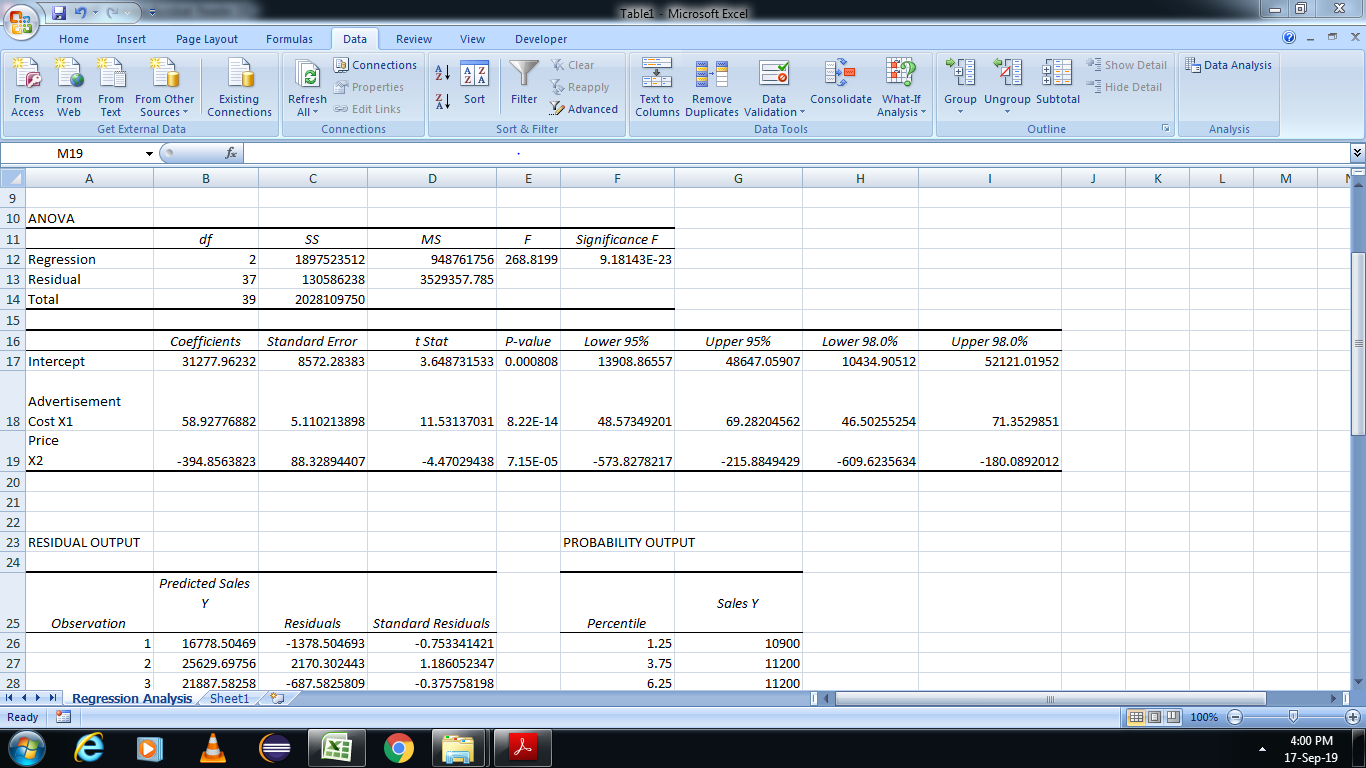 Table1 - Microsoft Excel
Home Insert Page Layout Formulas Data Review View Developer
Connections Clear Show Detail Data Analysis
Properties Reapply Hide Detail
Edit Links Advanced
From Access From Web From Text From Other Sources Existing Connections Refresh All Sort Filter Text to Columns Remove Duplicates Data Validation Consolidate What-If Analysis Group Ungroup Subtotal
Get External Data Connections Sort & Filter Data Tools Outline Analysis
M19 fx
A B C D E F G H I J K L M
9
10 ANOVA
11 df SS MS F Significance F
12 Regression 2 1897523512 948761756 268.8199 9.18143E-23
13 Residual 37 130586238 3529357.785
14 Total 39 2028109750
15
16 Coefficients Standard Error t Stat P-value Lower 95% Upper 95% Lower 98.0% Upper 98.0%
17 Intercept 31277.96232 8572.28383 3.648731533 0.000808 13908.86557 48647.05907 10434.90512 52121.01952
Advertisement
18 Cost X1 58.92776882 5.110213898 11.53137031 8.22E-14 48.57349201 69.28204562 46.50255254 71.3529851
Price
19 X2 -394.8563823 88.32894407 -4.47029438 7.15E-05 -573.8278217 -215.8849429 -609.6235634 -180.0892012
20
21
22
23 RESIDUAL OUTPUT PROBABILITY OUTPUT
24
Predicted Sales
Y Sales Y
25 Observation Residuals Standard Residuals Percentile
26 1 16778.50469 -1378.504693 -0.753341421 1.25 10900
27 2 25629.69756 2170.302443 1.186052347 3.75 11200
28 3 21887.58258 -687.5825809 -0.375758198 6.25 11200
Regression Analysis Sheet1
Ready 100%
4:00 PM
17-Sep-19